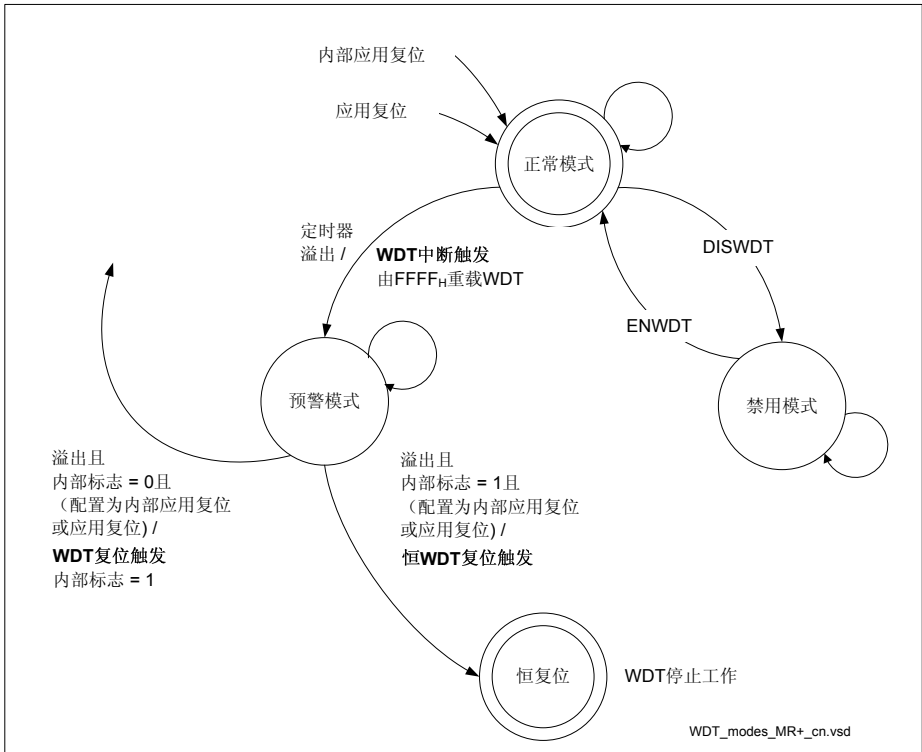 内部应用复位
应用复位
正常模式
定时器
溢出 /
WDT中断触发
由FFFFH重载WDT
DISWDT
ENWDT
预警模式
禁用模式
溢出且
内部标志 = 0且
（配置为内部应用复位
或应用复位) /
WDT复位触发
内部标志 = 1
溢出且
内部标志 = 1且
（配置为内部应用复位
或应用复位) /
恒WDT复位触发
恒复位
WDT停止工作
WDT_modes_MR+_cn.vsd